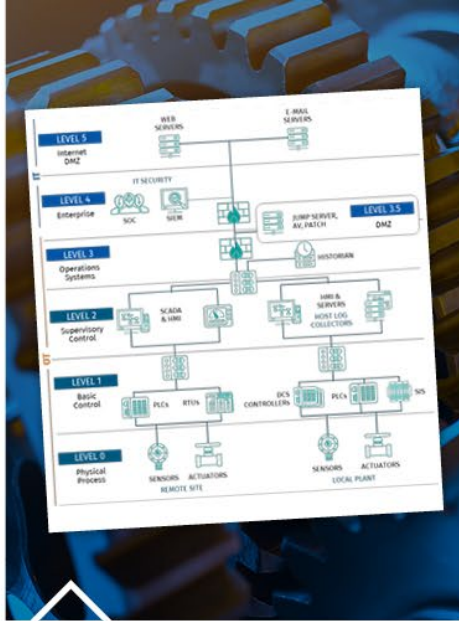 WEB
SERVERS
E-MAIL
SERVERS
LEVEL 5
Internet
DMZ
IT
IT SECURITY
LEVEL 4
Enterprise
SOC
SIEM
JUMP SERVER,
AV, PATCH
LEVEL 3.5
DMZ
LEVEL 3
Operations
Systems
HISTORIAN
LEVEL 2
Supervisory
Control
SCADA
& HMI
HMI &
SERVERS
HOST LOG
COLLECTORS
OT
LEVEL 1
Basic
Control
PLCs
RTUs
DCS
CONTROLLERS
PLCs
SIS
LEVEL 0
Physical
Process
SENSORS
ACTUATORS
REMOTE SITE
SENSORS
ACTUATORS
LOCAL PLANT